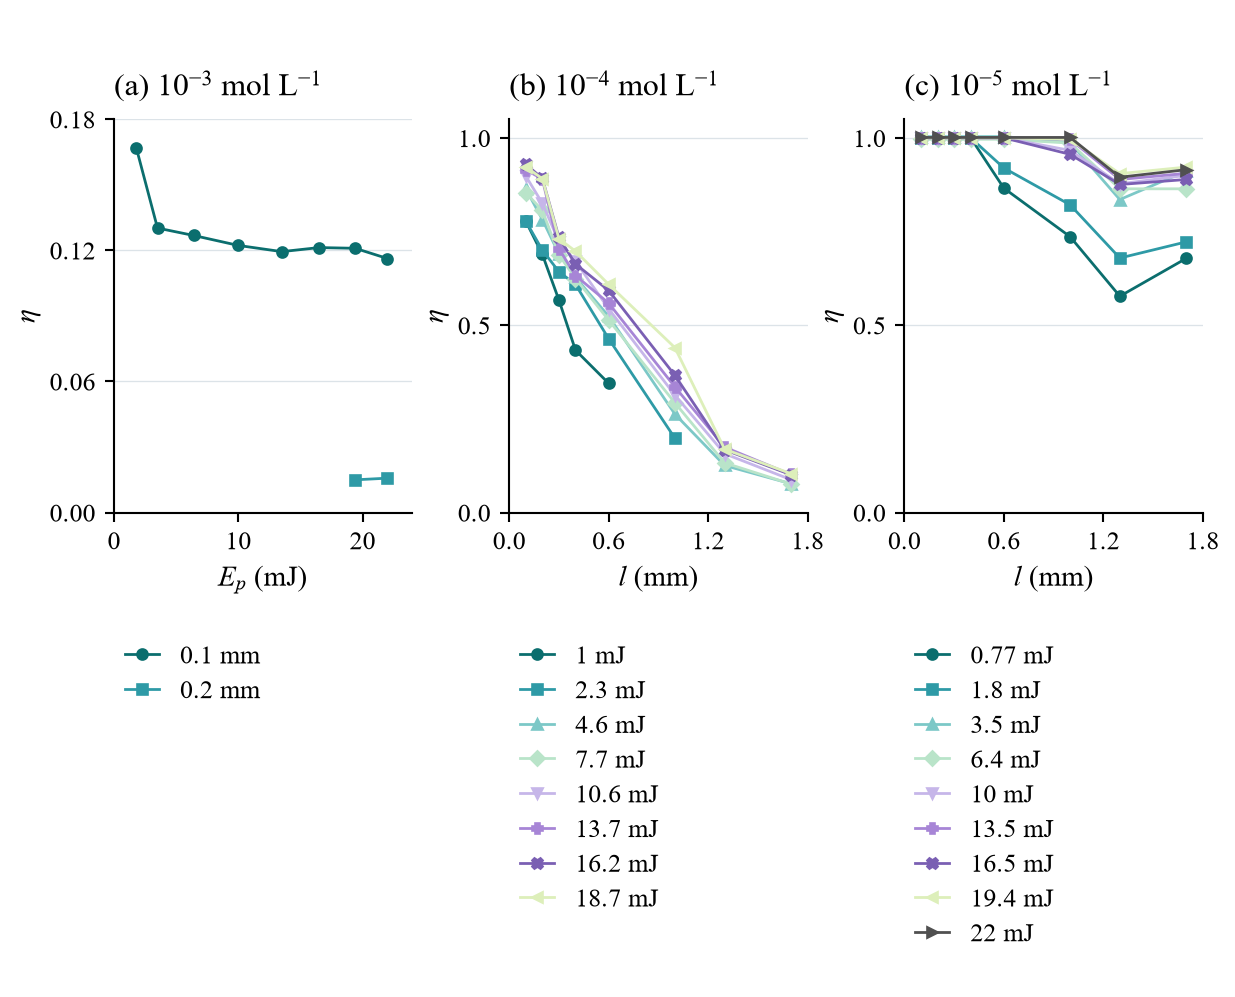 (a) 10⁻³ mol L⁻¹
0.18
0.12
0.06
0.00
η
0
10
20
Eₚ (mJ)
0.1 mm
0.2 mm
(b) 10⁻⁴ mol L⁻¹
1.0
0.5
0.0
η
0.0
0.6
1.2
1.8
l (mm)
1 mJ
2.3 mJ
4.6 mJ
7.7 mJ
10.6 mJ
13.7 mJ
16.2 mJ
18.7 mJ
(c) 10⁻⁵ mol L⁻¹
1.0
0.5
0.0
η
0.0
0.6
1.2
1.8
l (mm)
0.77 mJ
1.8 mJ
3.5 mJ
6.4 mJ
10 mJ
13.5 mJ
16.5 mJ
19.4 mJ
22 mJ